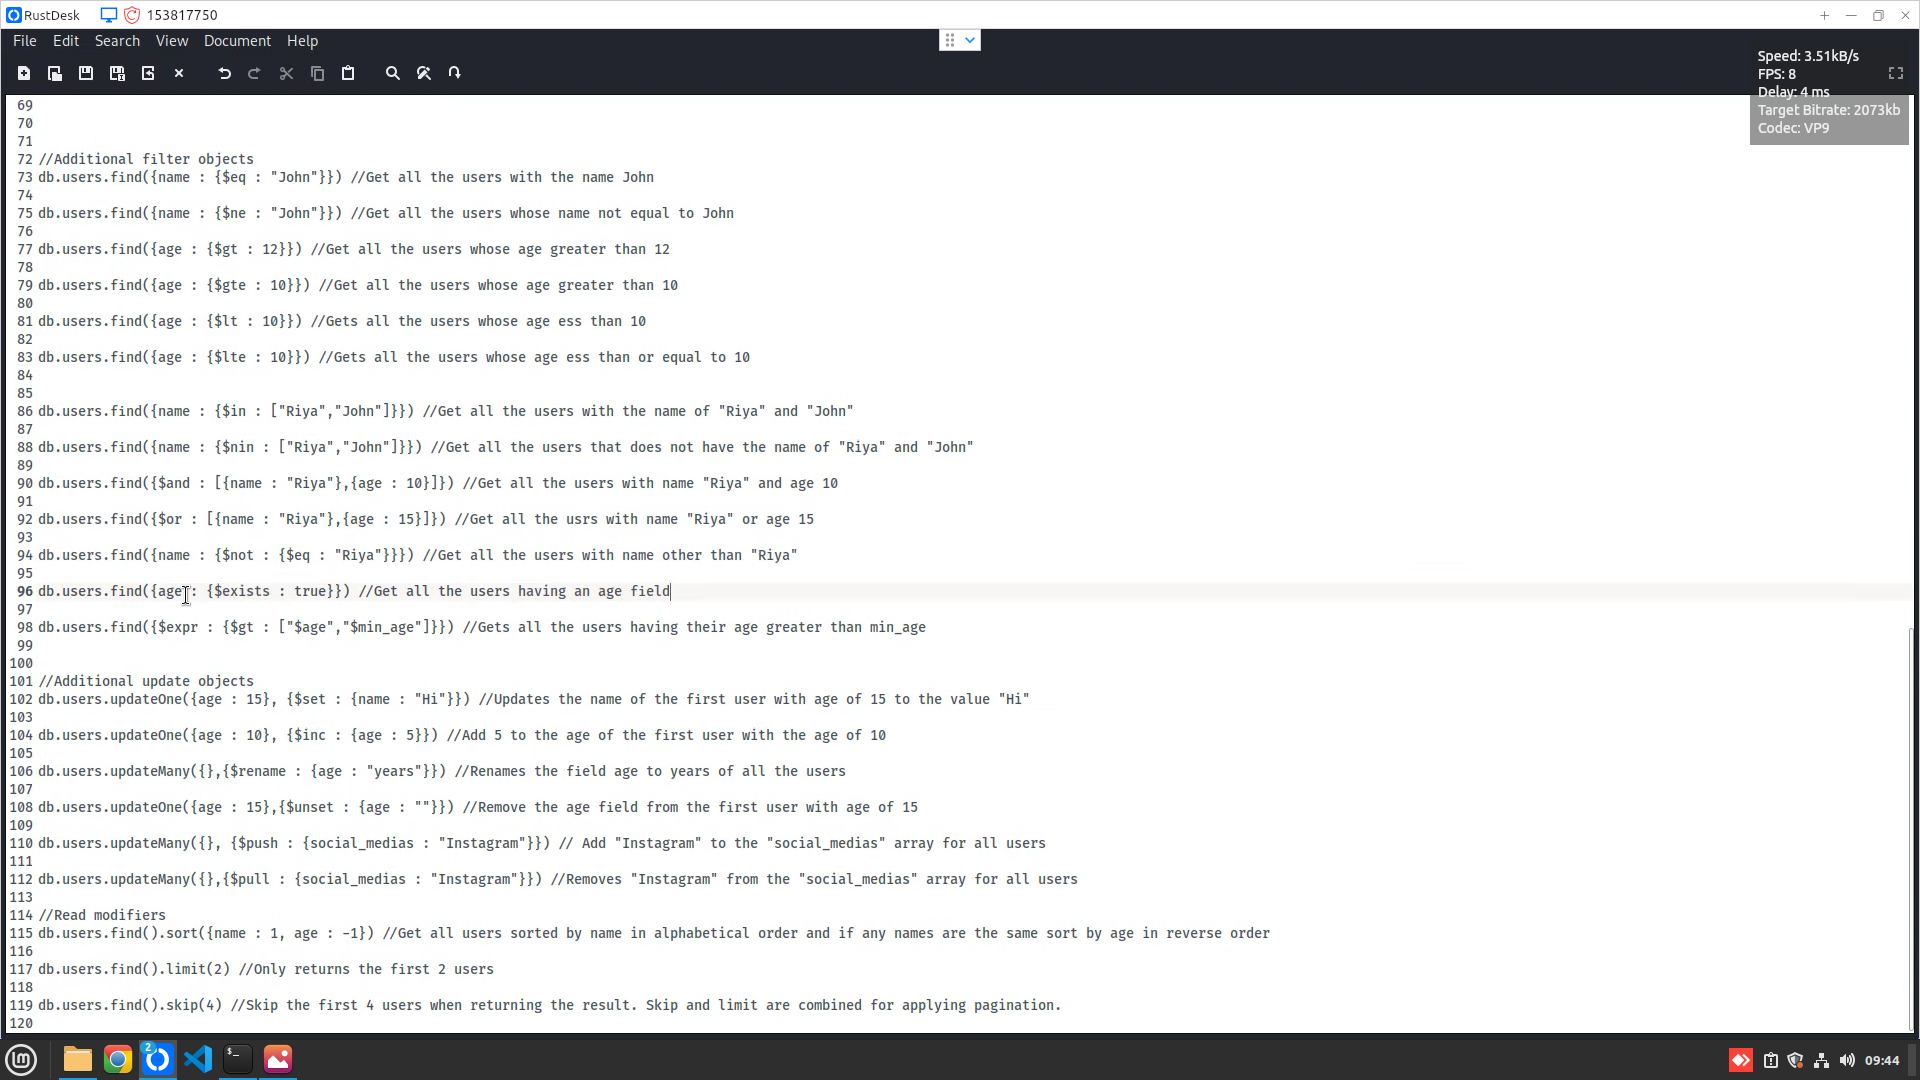 RustDesk 153817750
File Edit Search View Document Help
Speed: 3.51kB/s
FPS: 8
Delay: 4 ms
Target Bitrate: 2073kb
Codec: VP9
69
70
71
72 //Additional filter objects
73 db.users.find({name : {$eq : "John"}}) //Get all the users with the name John
74
75 db.users.find({name : {$ne : "John"}}) //Get all the users whose name not equal to John
76
77 db.users.find({age : {$gt : 12}}) //Get all the users whose age greater than 12
78
79 db.users.find({age : {$gte : 10}}) //Get all the users whose age greater than 10
80
81 db.users.find({age : {$lt : 10}}) //Gets all the users whose age ess than 10
82
83 db.users.find({age : {$lte : 10}}) //Gets all the users whose age ess than or equal to 10
84
85
86 db.users.find({name : {$in : ["Riya","John"]}}) //Get all the users with the name of "Riya" and "John"
87
88 db.users.find({name : {$nin : ["Riya","John"]}}) //Get all the users that does not have the name of "Riya" and "John"
89
90 db.users.find({$and : [{name : "Riya"},{age : 10}]}) //Get all the users with name "Riya" and age 10
91
92 db.users.find({$or : [{name : "Riya"},{age : 15}]}) //Get all the usrs with name "Riya" or age 15
93
94 db.users.find({name : {$not : {$eq : "Riya"}}}) //Get all the users with name other than "Riya"
95
96 db.users.find({age : {$exists : true}}) //Get all the users having an age field
97
98 db.users.find({$expr : {$gt : ["$age","$min_age"]}}) //Gets all the users having their age greater than min_age
99
100
101 //Additional update objects
102 db.users.updateOne({age : 15}, {$set : {name : "Hi"}}) //Updates the name of the first user with age of 15 to the value "Hi"
103
104 db.users.updateOne({age : 10}, {$inc : {age : 5}}) //Add 5 to the age of the first user with the age of 10
105
106 db.users.updateMany({},{$rename : {age : "years"}}) //Renames the field age to years of all the users
107
108 db.users.updateOne({age : 15},{$unset : {age : ""}}) //Remove the age field from the first user with age of 15
109
110 db.users.updateMany({}, {$push : {social_medias : "Instagram"}}) // Add "Instagram" to the "social_medias" array for all users
111
112 db.users.updateMany({},{$pull : {social_medias : "Instagram"}}) //Removes "Instagram" from the "social_medias" array for all users
113
114 //Read modifiers
115 db.users.find().sort({name : 1, age : -1}) //Get all users sorted by name in alphabetical order and if any names are the same sort by age in reverse order
116
117 db.users.find().limit(2) //Only returns the first 2 users
118
119 db.users.find().skip(4) //Skip the first 4 users when returning the result. Skip and limit are combined for applying pagination.
120
2
$_
09:44